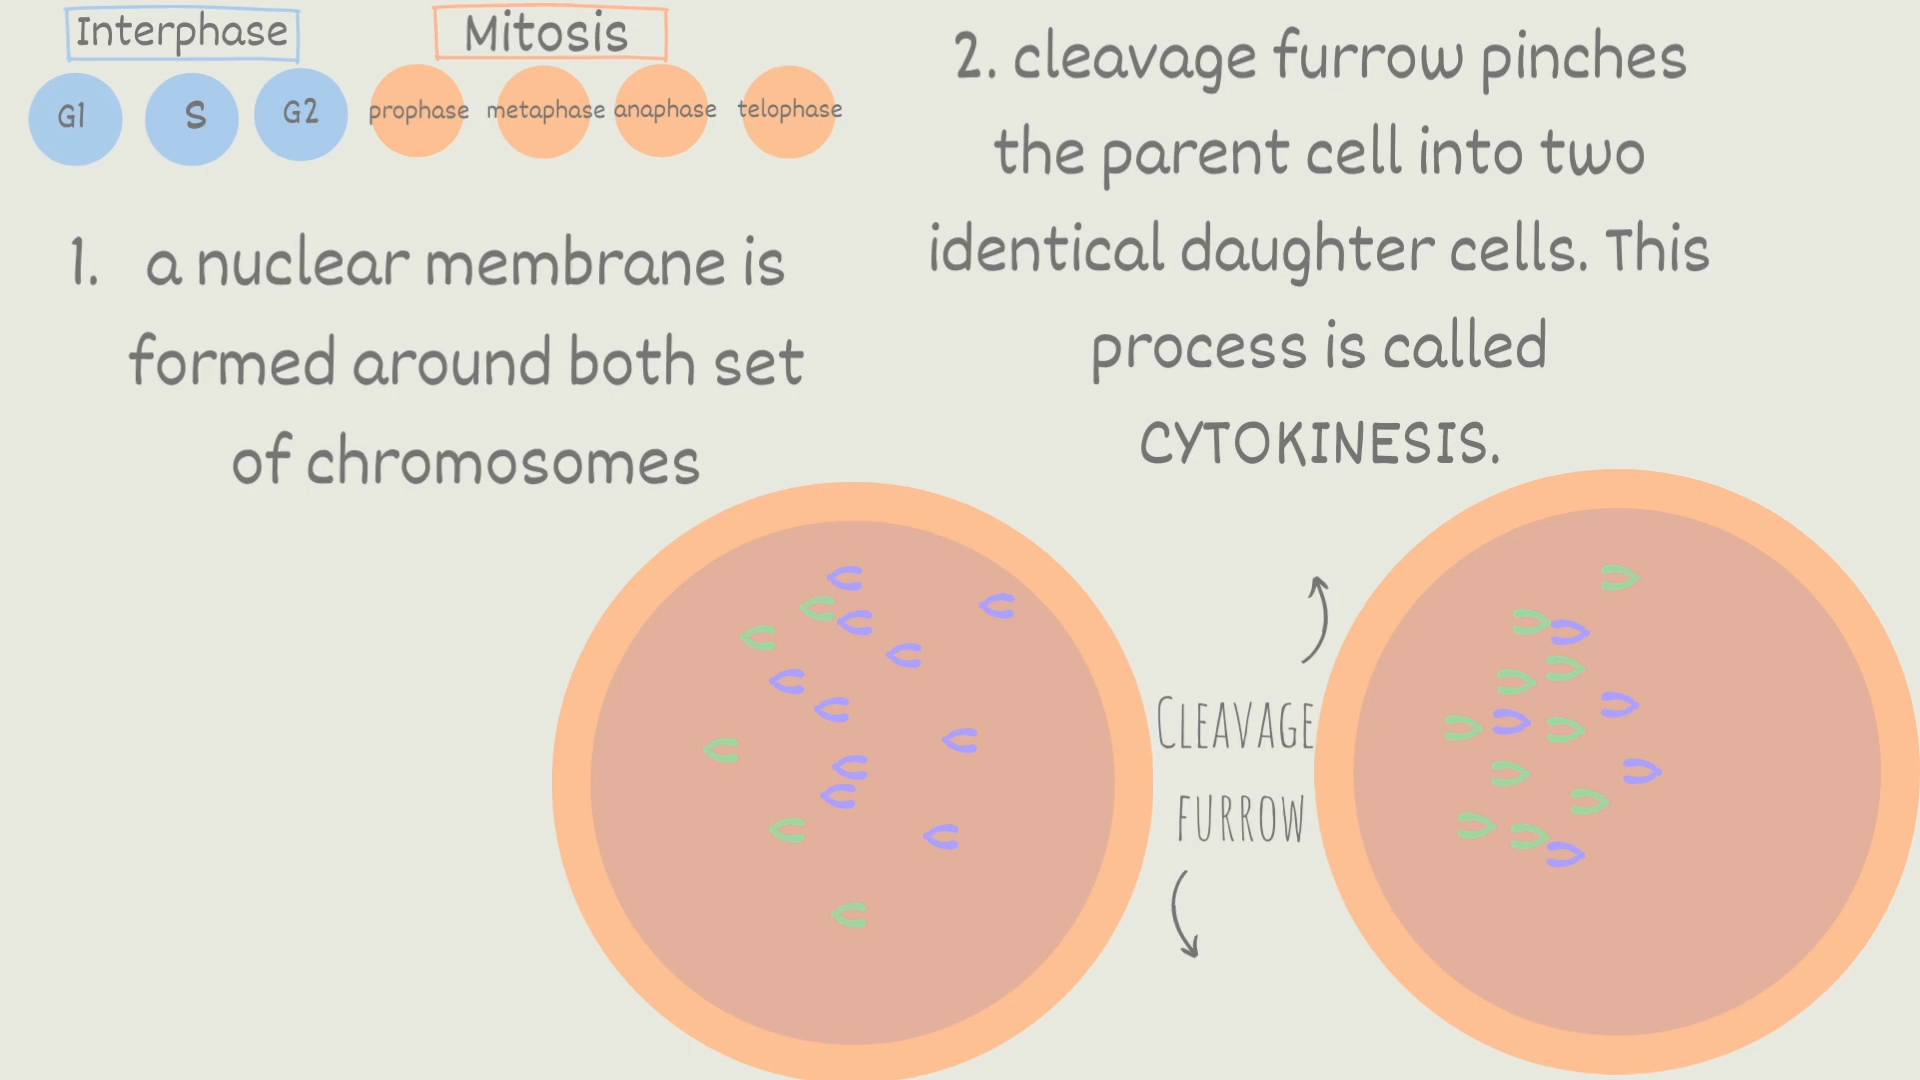 Interphase
Mitosis
G1
S
G2
prophase
metaphase
anaphase
telophase
1. a nuclear membrane is
formed around both set
of chromosomes
2. cleavage furrow pinches
the parent cell into two
identical daughter cells. This
process is called
CYTOKINESIS.
CLEAVAGE
FURROW